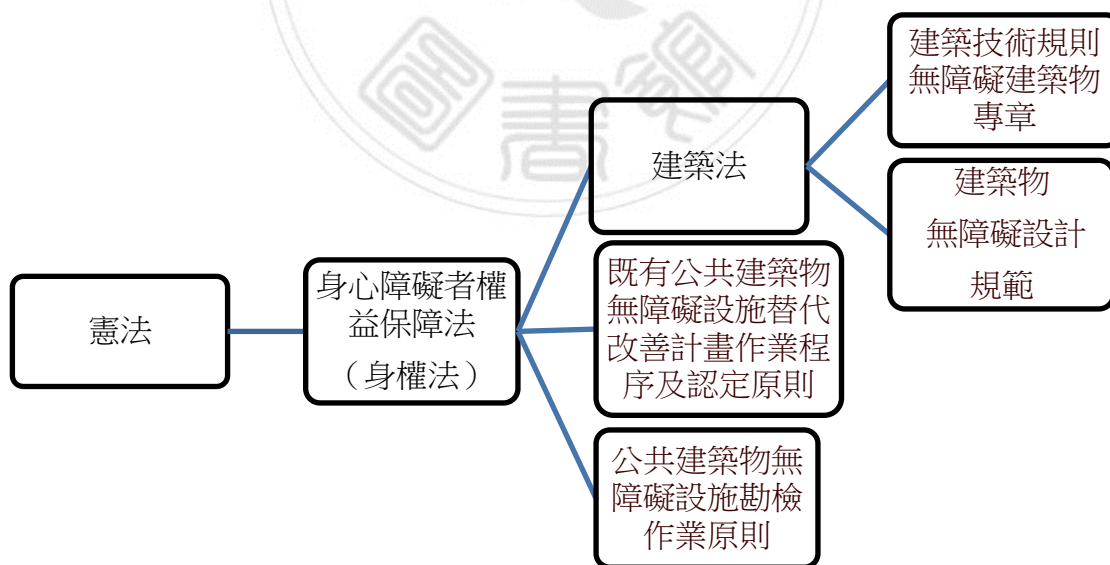 憲法
身心障礙者權
益保障法
（身權法）
建築法
建築技術規則
無障礙建築物
專章
建築物
無障礙設計
規範
既有公共建築物
無障礙設施替代
改善計畫作業程
序及認定原則
公共建築物無
障礙設施勘檢
作業原則